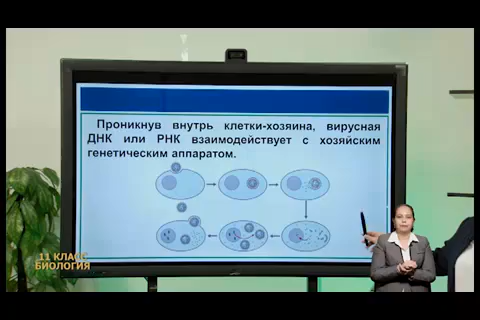 Проникнув внутрь клетки-хозяина, вирусная
ДНК или РНК взаимодействует с хозяйским
генетическим аппаратом.
11 КЛАСС
БИОЛОГИЯ